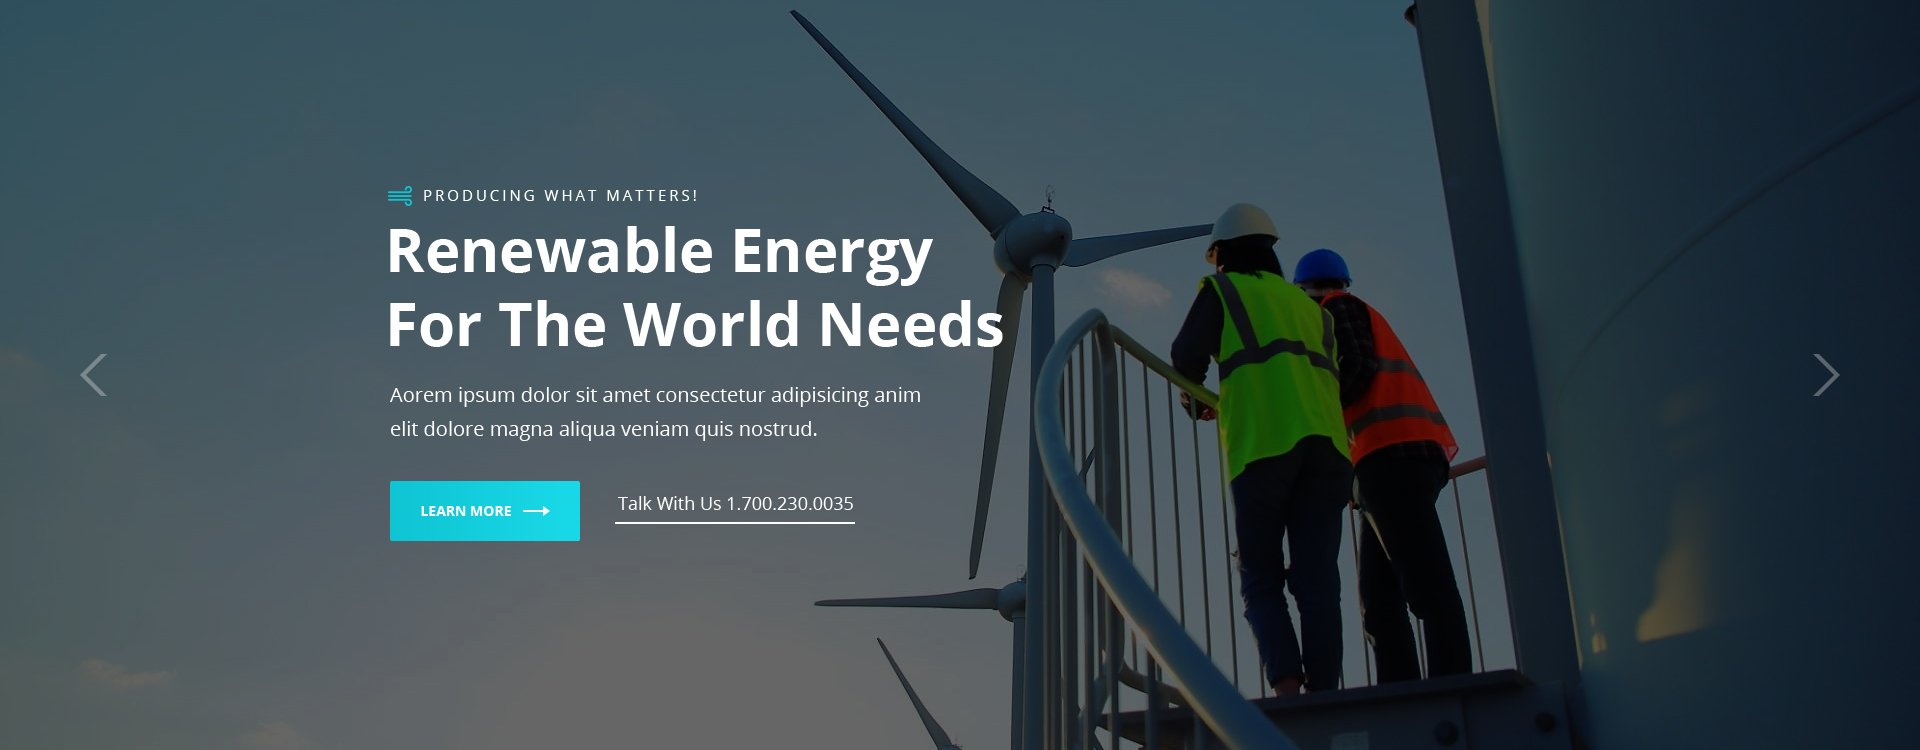 PRODUCING WHAT MATTERS!
Renewable Energy
For The World Needs
Aorem ipsum dolor sit amet consectetur adipisicing anim
elit dolore magna aliqua veniam quis nostrud.
LEARN MORE
Talk With Us 1.700.230.0035